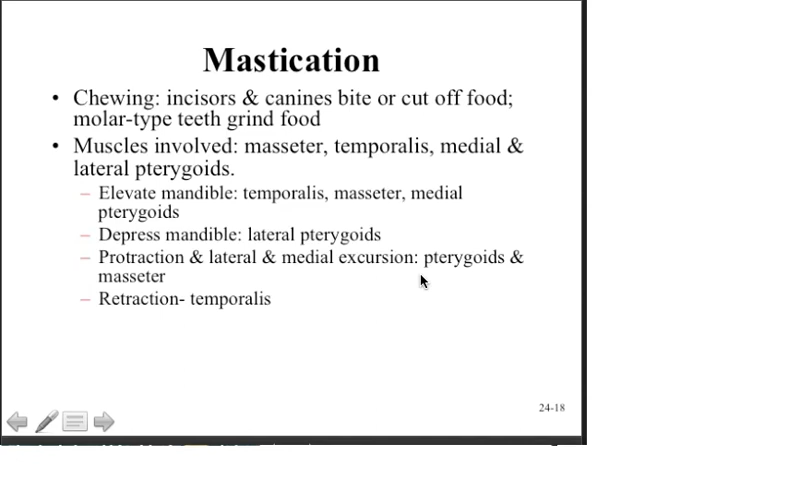 Mastication
• Chewing: incisors & canines bite or cut off food;
molar-type teeth grind food
• Muscles involved: masseter, temporalis, medial &
lateral pterygoids.
– Elevate mandible: temporalis, masseter, medial
pterygoids
– Depress mandible: lateral pterygoids
– Protraction & lateral & medial excursion: pterygoids &
masseter
– Retraction- temporalis
24-18